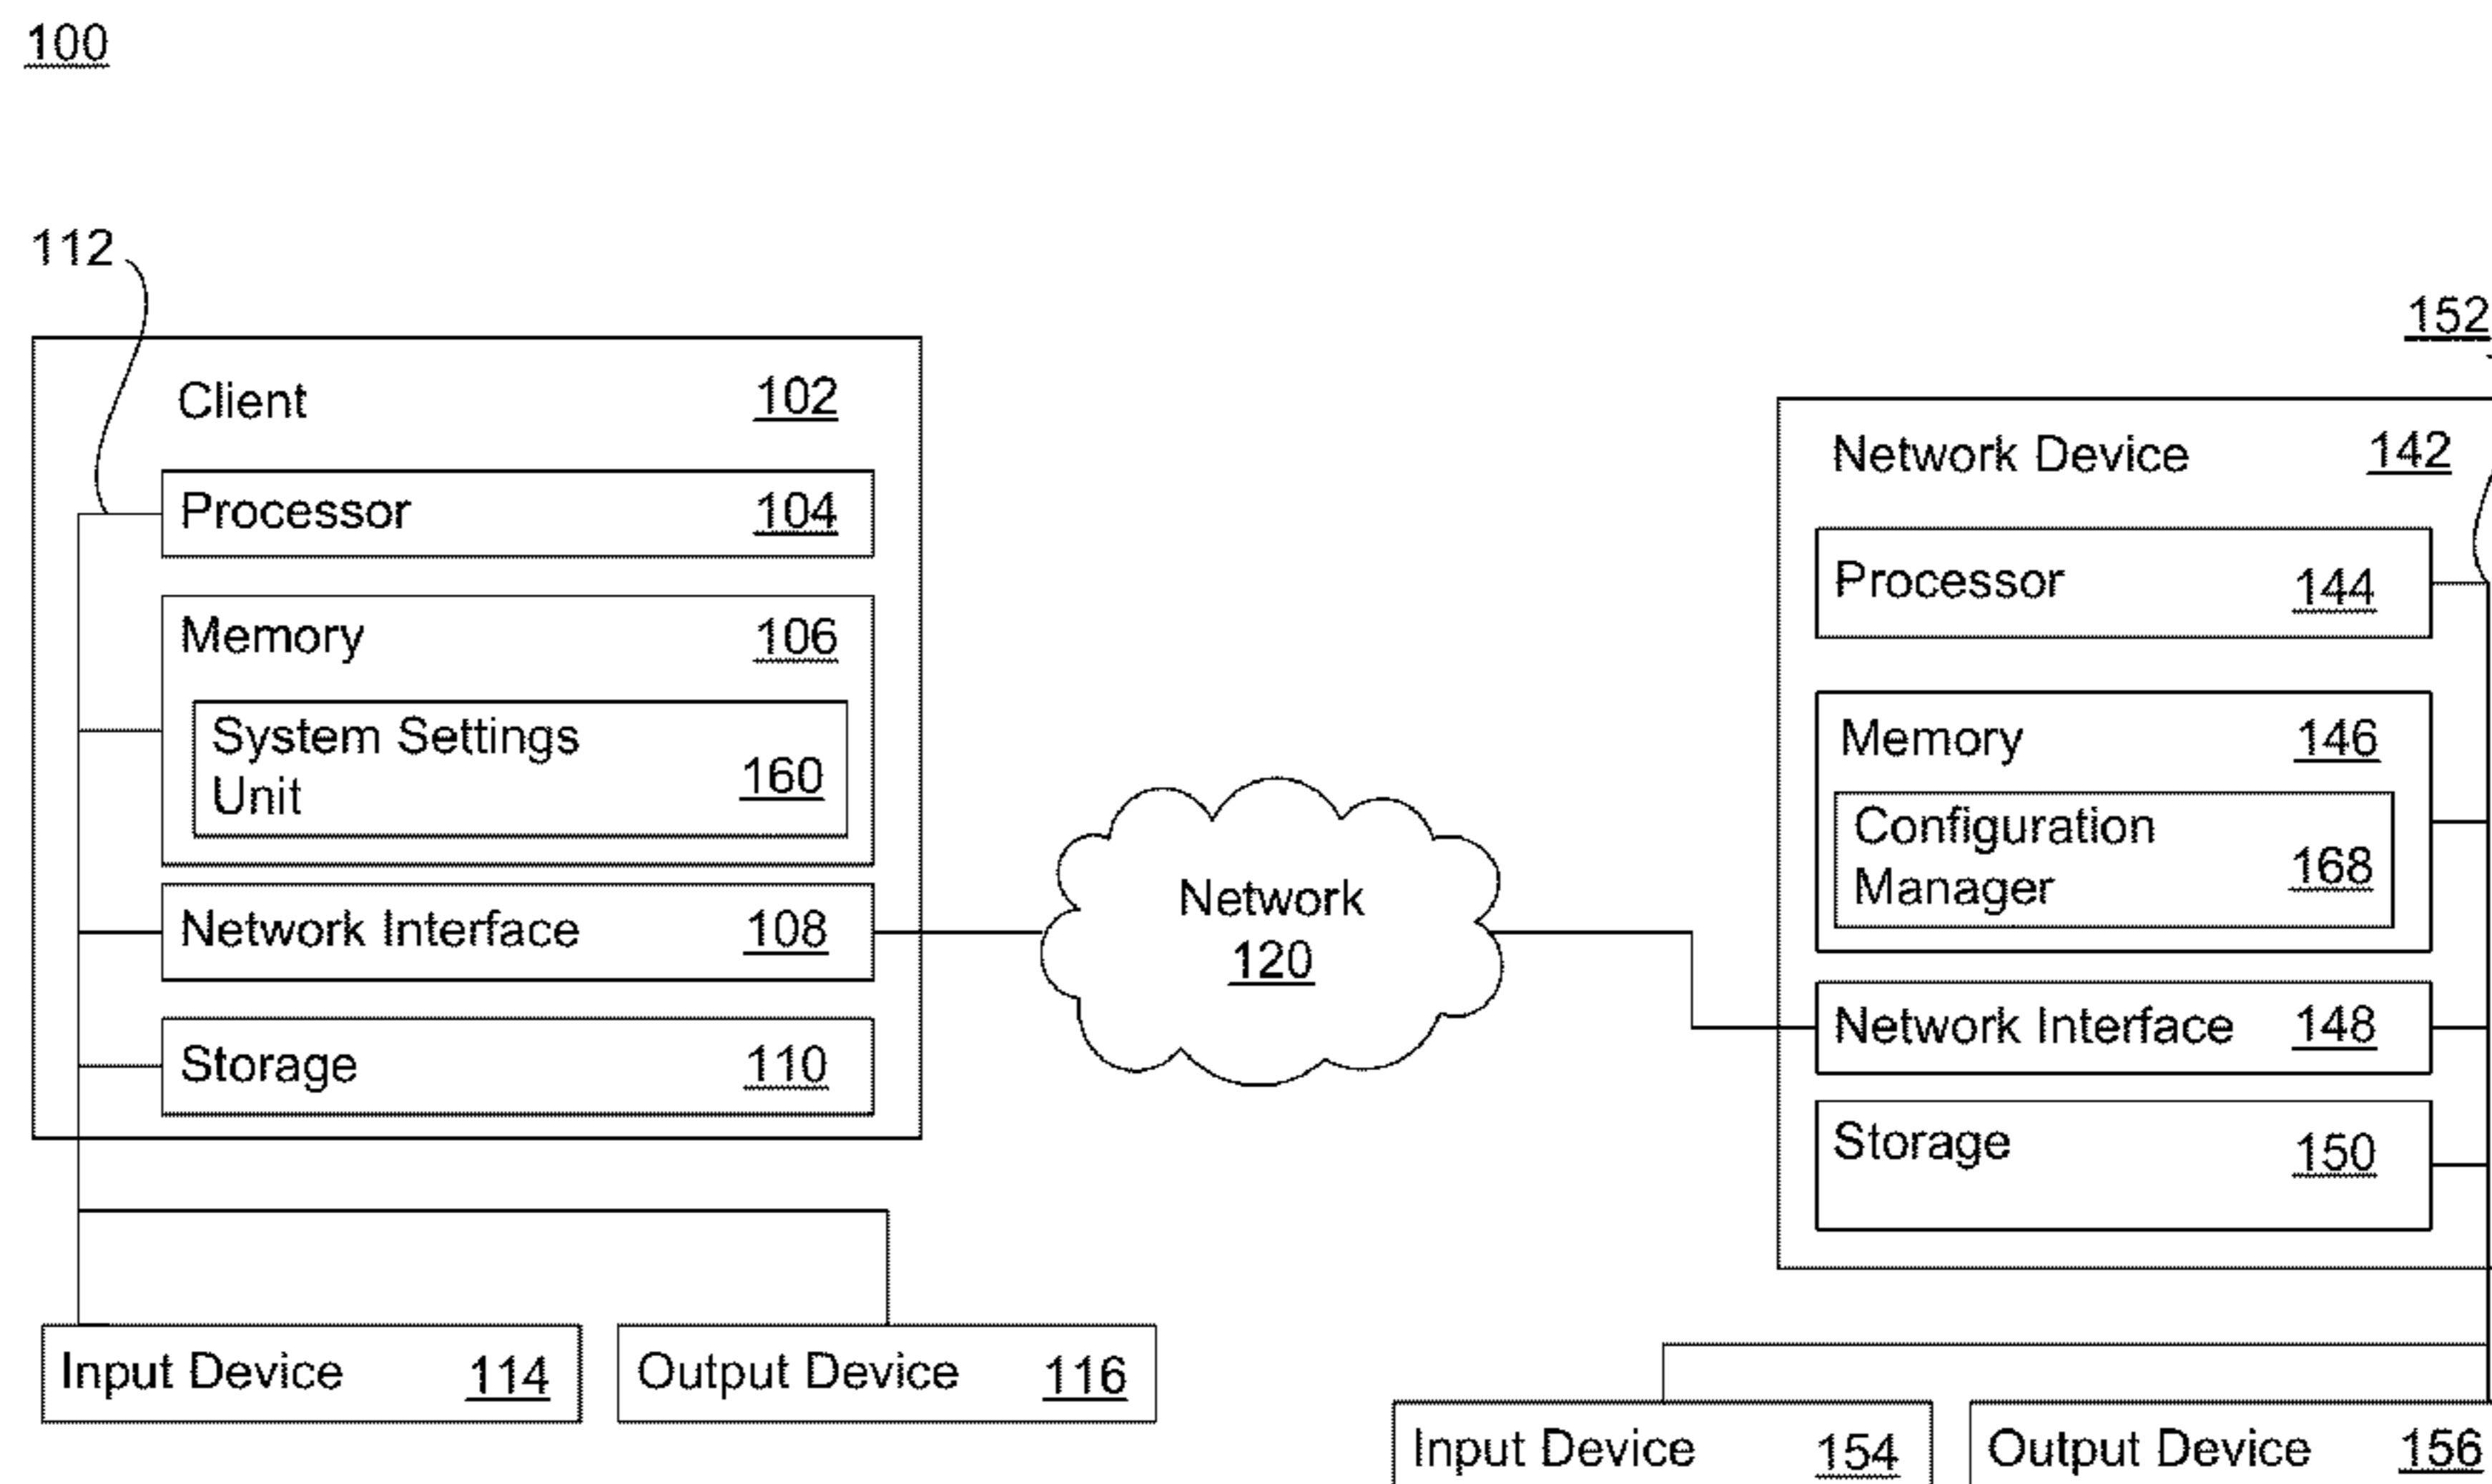 100
112
Client 102
Processor 104
Memory 106
System Settings
Unit 160
Network Interface 108
Storage 110
Input Device 114
Output Device 116
Network
120
152
Network Device 142
Processor 144
Memory 146
Configuration
Manager 168
Network Interface 148
Storage 150
Input Device 154
Output Device 156